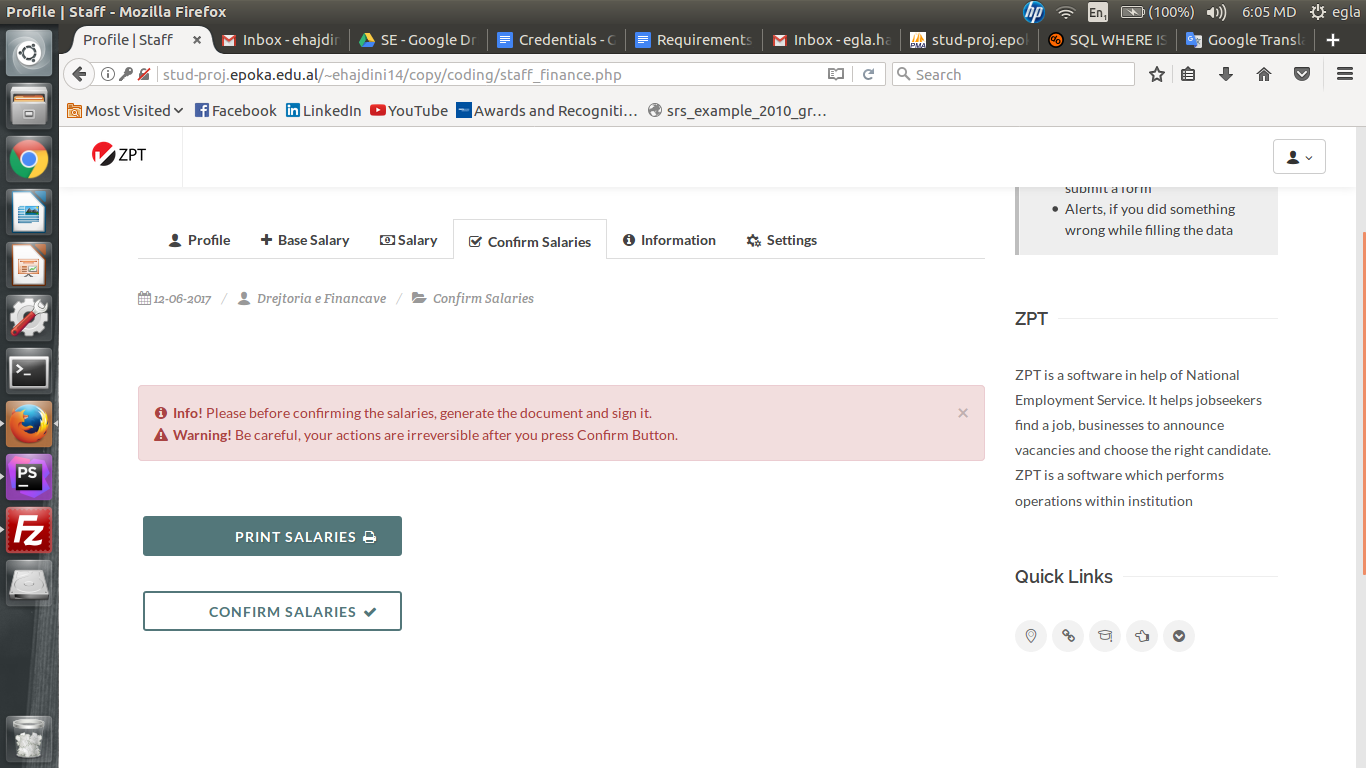 Profile | Staff - Mozilla Firefox
En1 (100%) 6:05 MD egla
Profile | Staff × Inbox - ehajdin SE - Google Dr Credentials - G Requirements Inbox - egla.ha stud-proj.epok SQL WHERE IS Google Transla
stud-proj.epoka.edu.al/~ehajdini14/copy/coding/staff_finance.php Search
Most Visited Facebook LinkedIn YouTube Awards and Recogniti... srs_example_2010_gr...
ZPT
submit a form
Alerts, if you did something
wrong while filling the data
Profile Base Salary Salary Confirm Salaries Information Settings
12-06-2017 / Drejtoria e Financave / Confirm Salaries
Info! Please before confirming the salaries, generate the document and sign it. ×
Warning! Be careful, your actions are irreversible after you press Confirm Button.
PRINT SALARIES
CONFIRM SALARIES
ZPT
ZPT is a software in help of National
Employment Service. It helps jobseekers
find a job, businesses to announce
vacancies and choose the right candidate.
ZPT is a software which performs
operations within institution
Quick Links